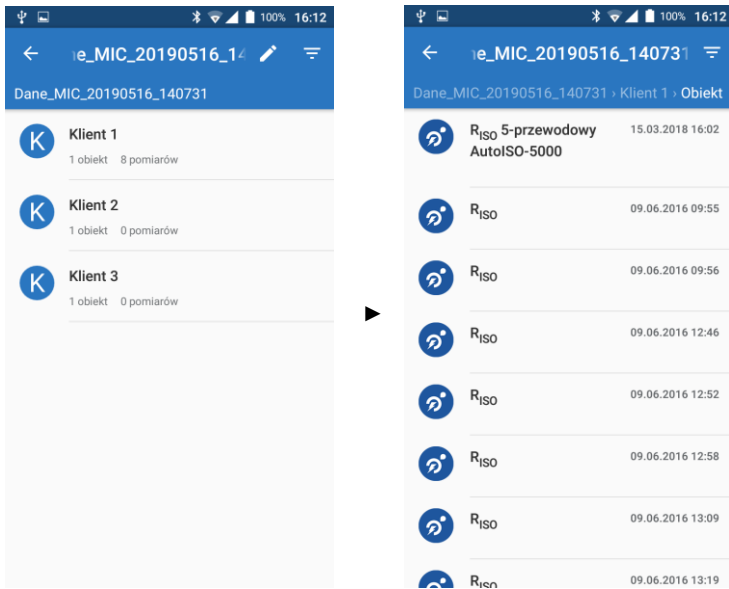 100% 16:12
ne_MIC_20190516_14
Dane_MIC_20190516_140731
K Klient 1
1 obiekt 8 pomiarów
K Klient 2
1 obiekt 0 pomiarów
K Klient 3
1 obiekt 0 pomiarów
100% 16:12
ne_MIC_20190516_140731
Dane_MIC_20190516_140731 › Klient 1 › Obiekt
RISO 5-przewodowy 15.03.2018 16:02
AutoISO-5000
RISO 09.06.2016 09:55
RISO 09.06.2016 09:56
RISO 09.06.2016 12:46
RISO 09.06.2016 12:52
RISO 09.06.2016 12:58
RISO 09.06.2016 13:09
RISO 09.06.2016 13:19